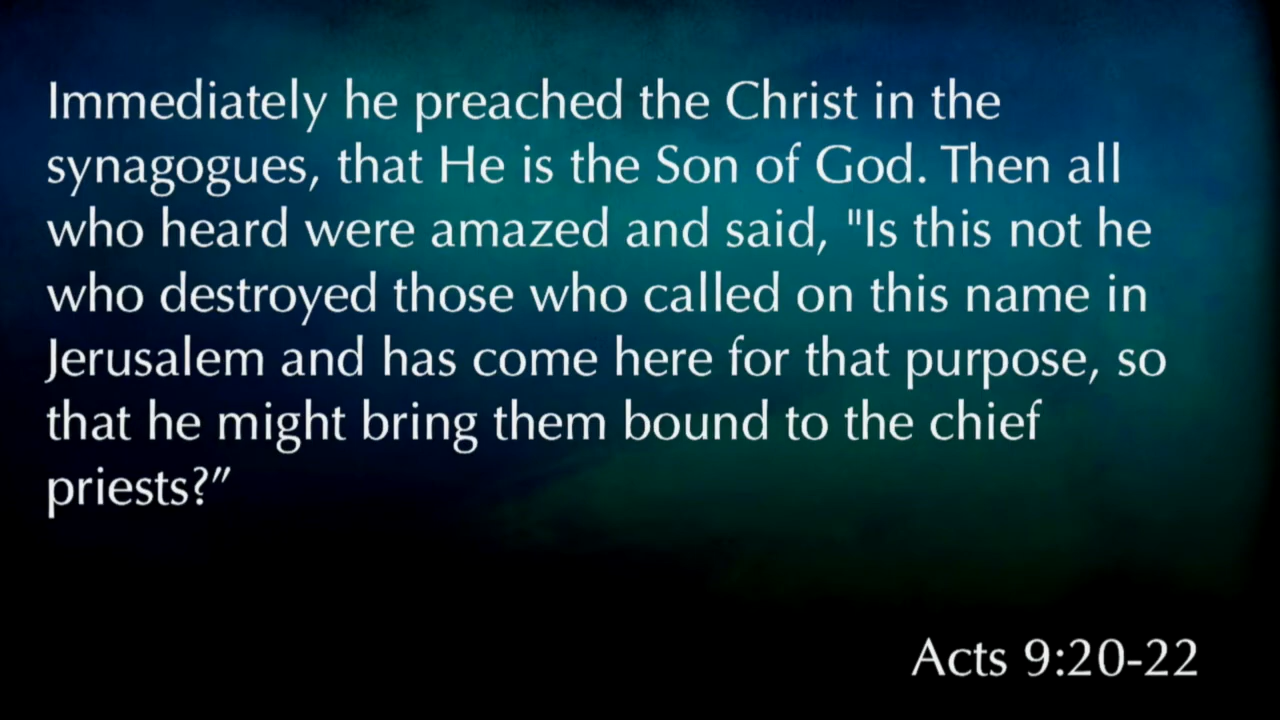 Immediately he preached the Christ in the
synagogues, that He is the Son of God. Then all
who heard were amazed and said, "Is this not he
who destroyed those who called on this name in
Jerusalem and has come here for that purpose, so
that he might bring them bound to the chief
priests?”
Acts 9:20-22